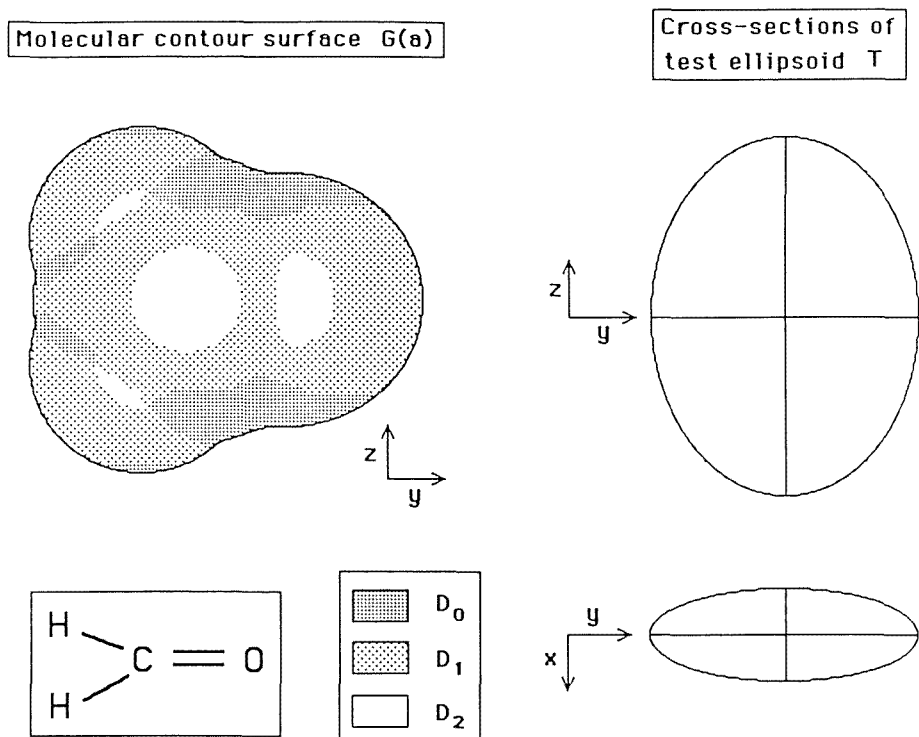 Molecular contour surface G(a)
Cross-sections of
test ellipsoid T
z
y
z
y
H
C
O
H
D₀
D₁
D₂
y
x